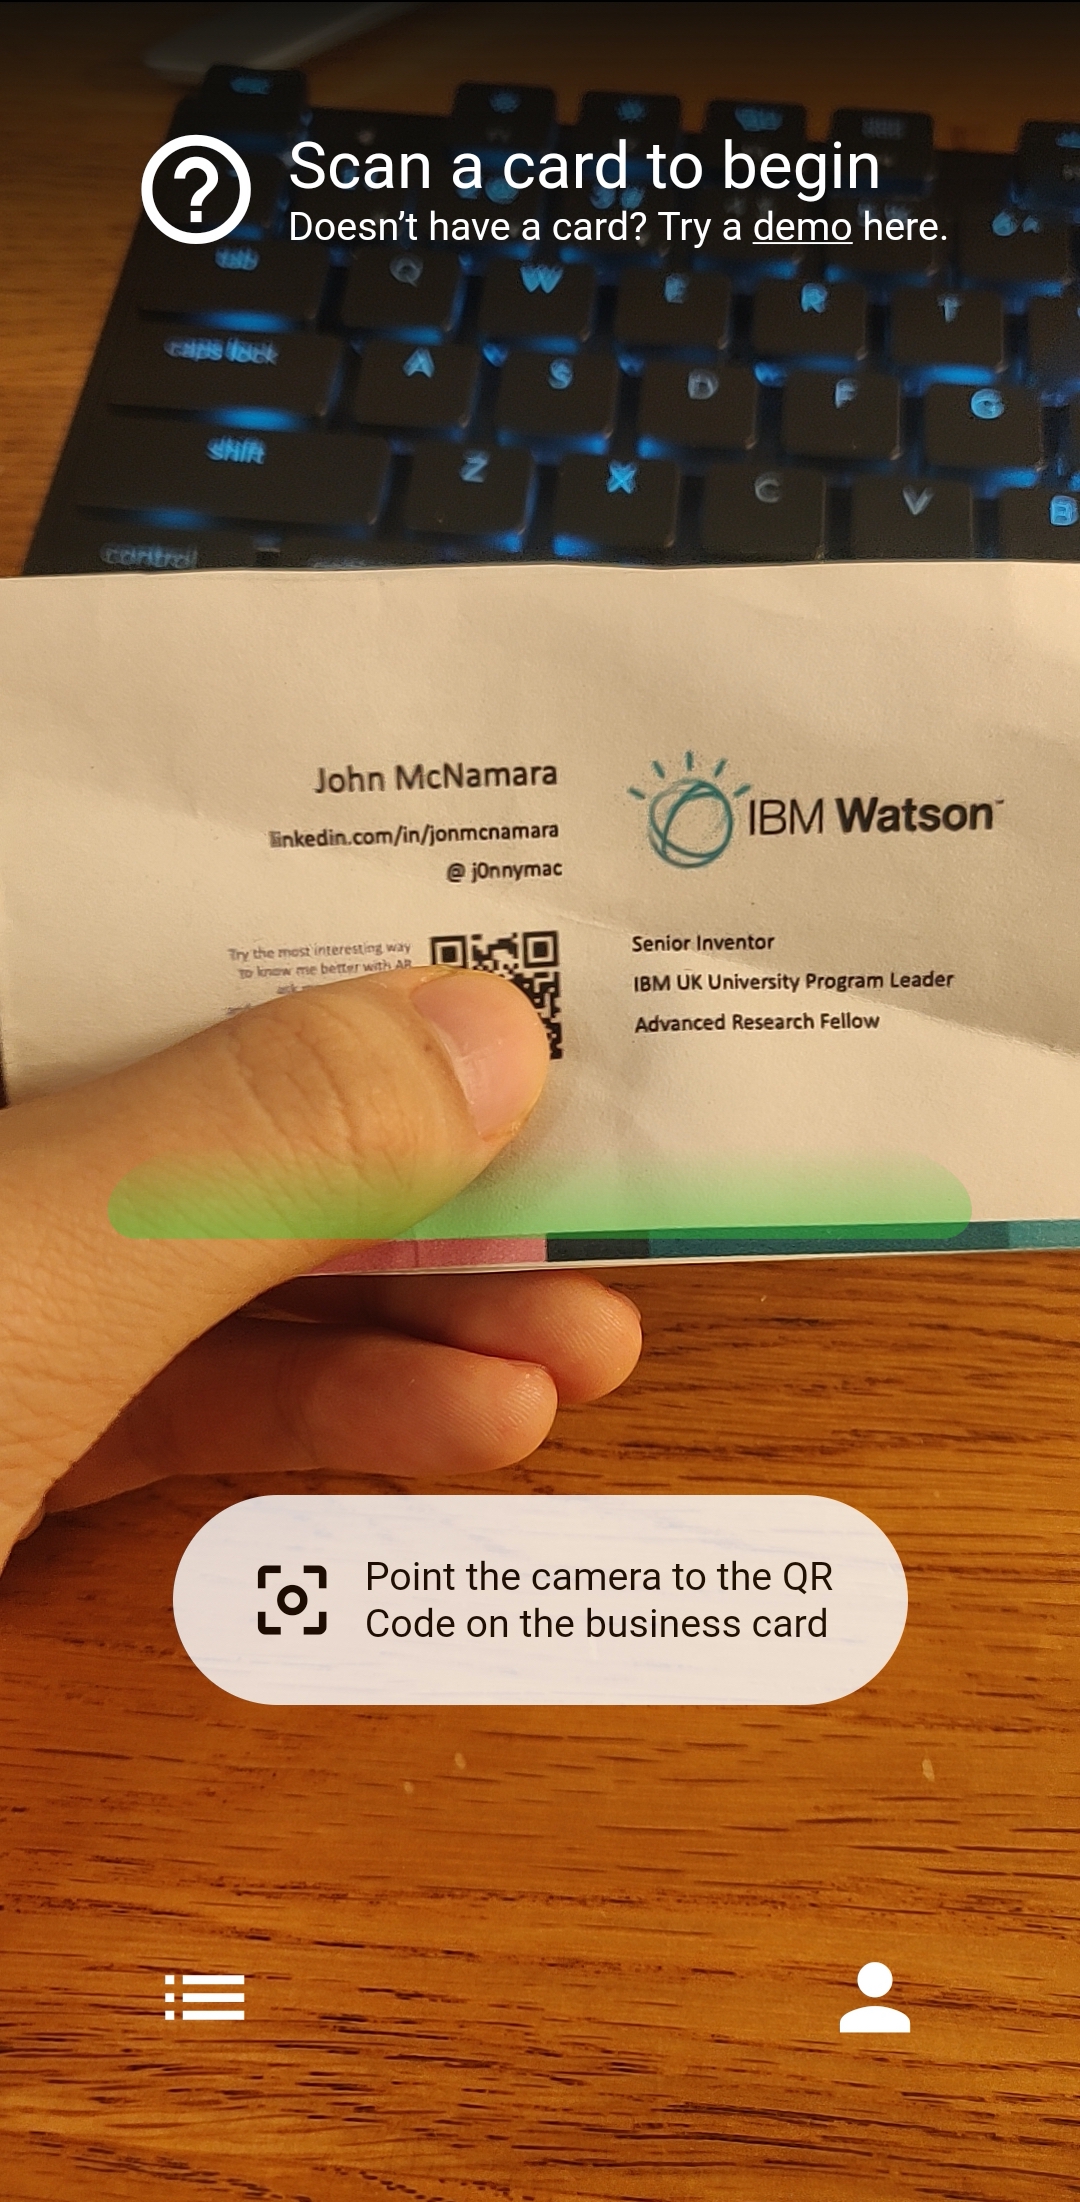 Scan a card to begin
Doesn’t have a card? Try a demo here.
tab
Q
W
E
R
T
caps lock
A
S
D
F
G
shift
Z
X
C
V
B
control
John McNamara
linkedin.com/in/jonmcnamara
@ j0nnymac
Try the most interesting way
to know me better with AR
IBM Watson™
Senior Inventor
IBM UK University Program Leader
Advanced Research Fellow
Point the camera to the QR
Code on the business card